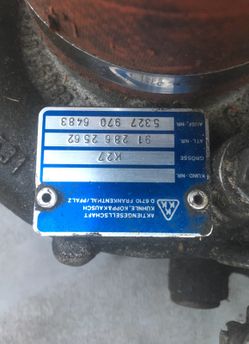 KKK
AKTIENGESELLSCHAFT
KÜHNLE, KOPP & KAUSCH
D 6710 FRANKENTHAL/PFALZ
KUND.-NR.
GRÖSSE K27
ATL.-NR. 91 286 25 62
AUSF.-NR. 5327 970 6483